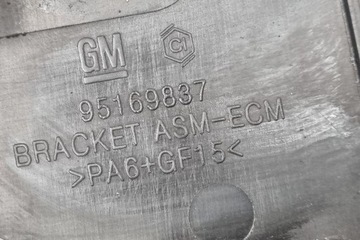 GM
95169837
BRACKET ASM-ECM
>PA6+GF15<